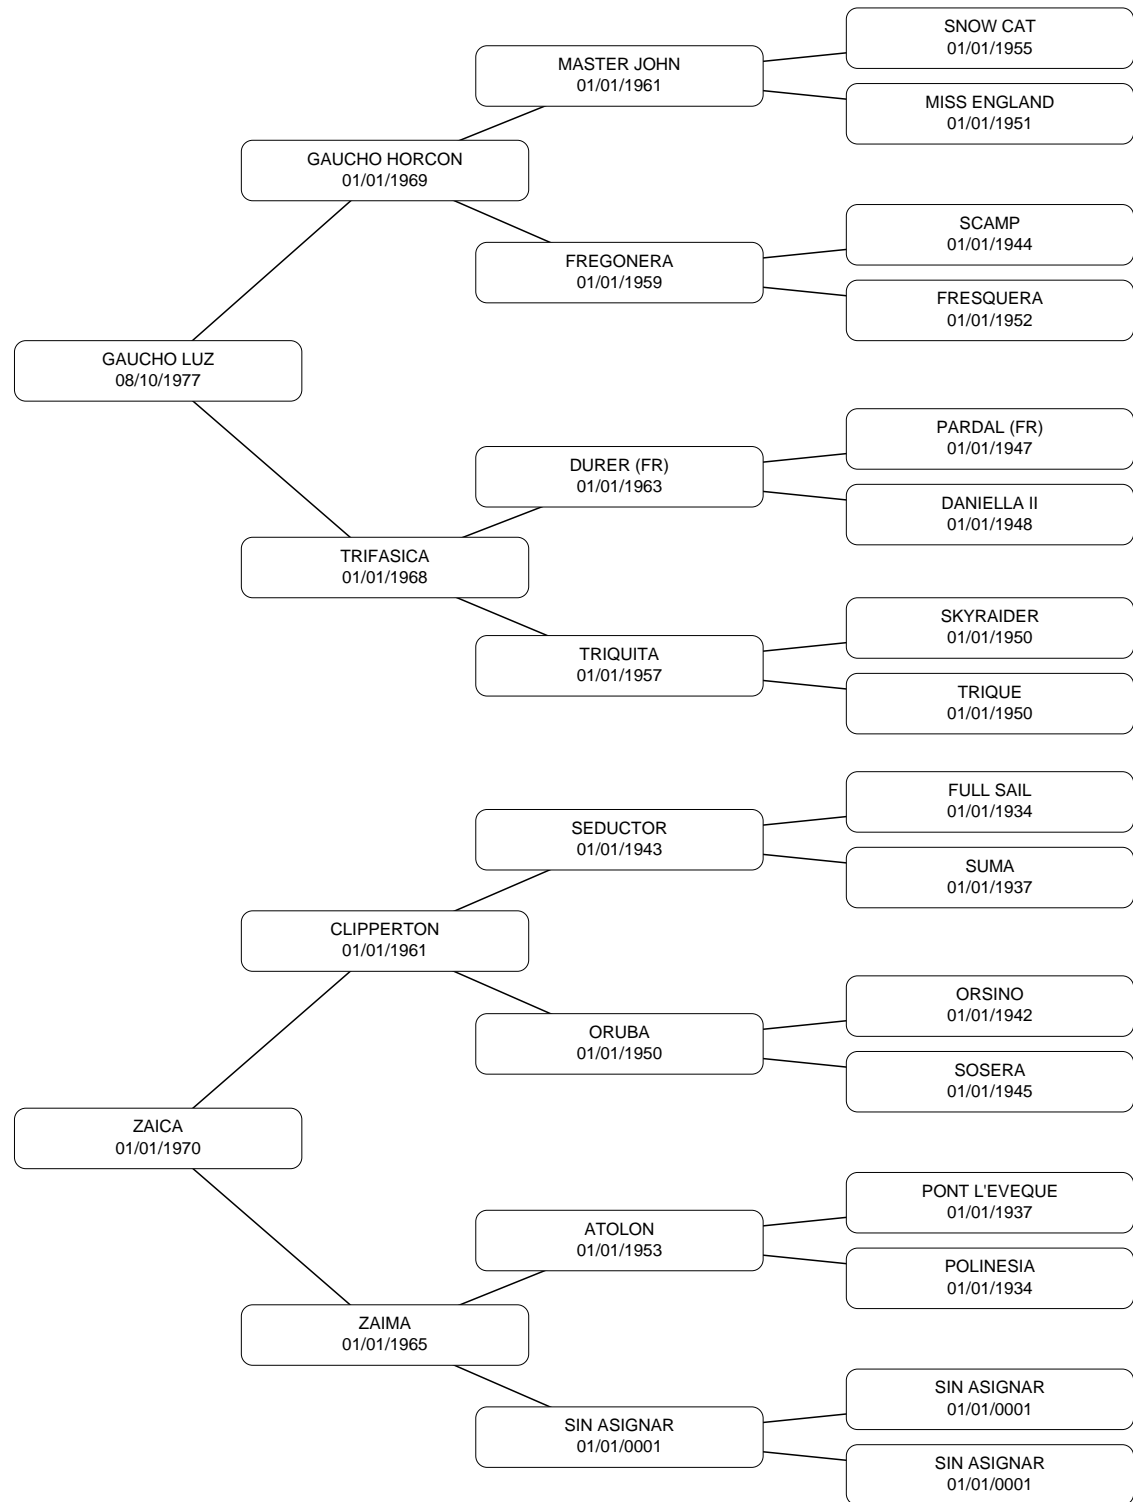 SNOW CAT
01/01/1955
MASTER JOHN
01/01/1961
MISS ENGLAND
01/01/1951
GAUCHO HORCON
01/01/1969
SCAMP
01/01/1944
FREGONERA
01/01/1959
FRESQUERA
01/01/1952
GAUCHO LUZ
08/10/1977
PARDAL (FR)
01/01/1947
DURER (FR)
01/01/1963
DANIELLA II
01/01/1948
TRIFASICA
01/01/1968
SKYRAIDER
01/01/1950
TRIQUITA
01/01/1957
TRIQUE
01/01/1950
FULL SAIL
01/01/1934
SEDUCTOR
01/01/1943
SUMA
01/01/1937
CLIPPERTON
01/01/1961
ORSINO
01/01/1942
ORUBA
01/01/1950
SOSERA
01/01/1945
ZAICA
01/01/1970
PONT L'EVEQUE
01/01/1937
ATOLON
01/01/1953
POLINESIA
01/01/1934
ZAIMA
01/01/1965
SIN ASIGNAR
01/01/0001
SIN ASIGNAR
01/01/0001
SIN ASIGNAR
01/01/0001